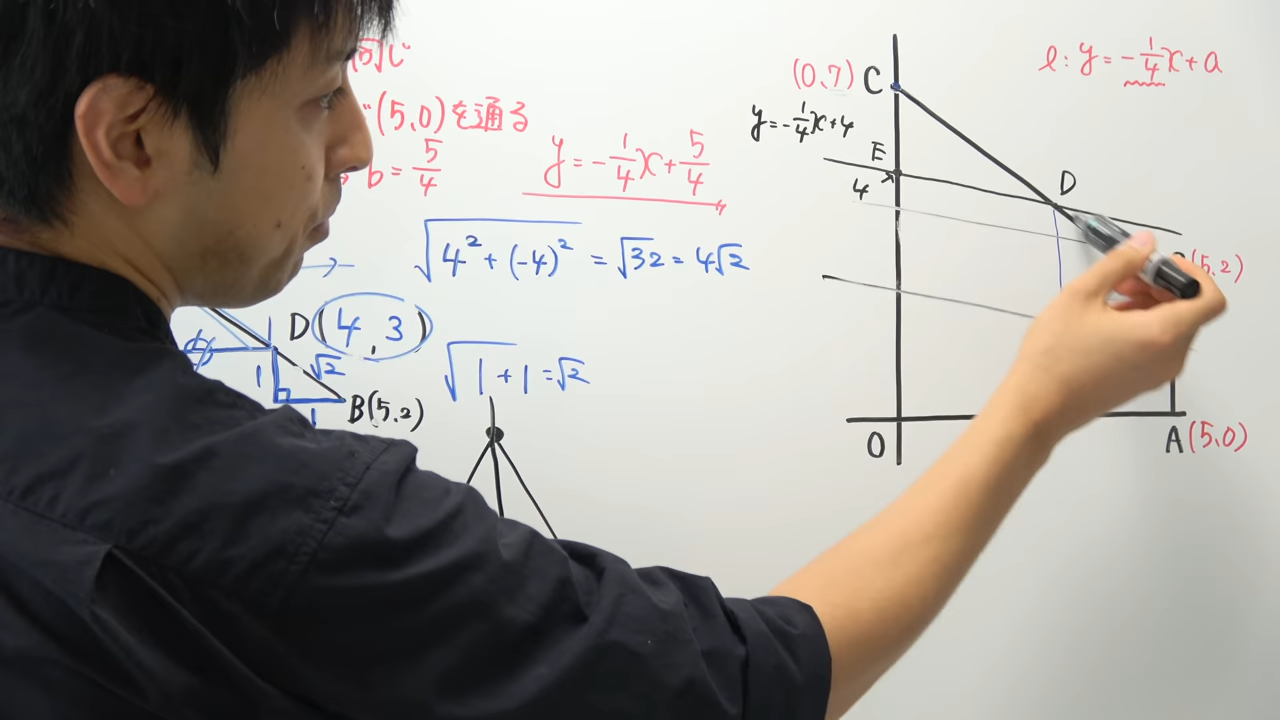 同じ
(5,0)を通る
b = 5/4
y = -1/4x + 5/4
√4² + (-4)² = √32 = 4√2
D(4,3)
1
√2
1
1
B(5,2)
√1+1 = √2
l: y = -1/4x + a
(0,7) C
y = -1/4x + 4
E
4
D
(5,2)
O
A(5,0)